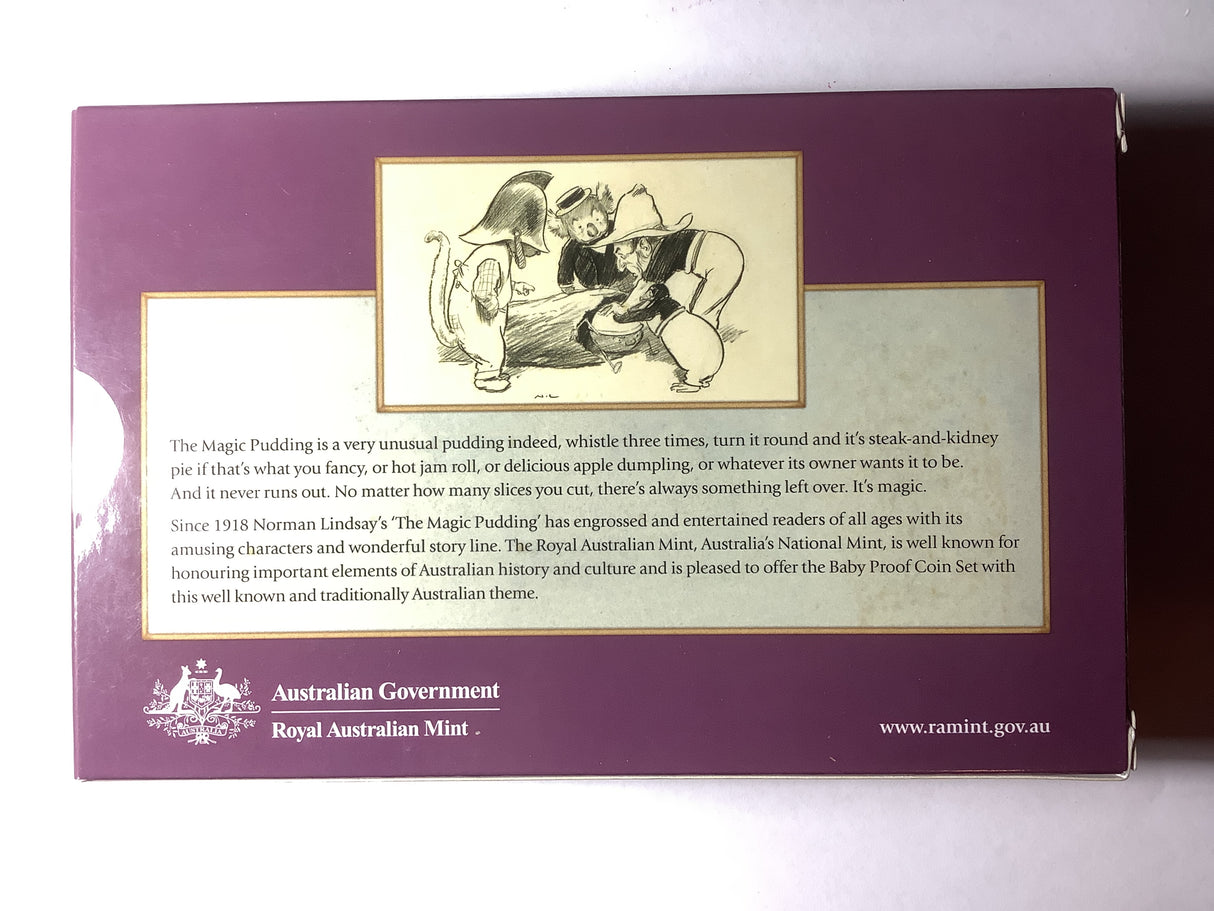 N.L
The Magic Pudding is a very unusual pudding indeed, whistle three times, turn it round and it's steak-and-kidney
pie if that's what you fancy, or hot jam roll, or delicious apple dumpling, or whatever its owner wants it to be.
And it never runs out. No matter how many slices you cut, there's always something left over. It's magic.
Since 1918 Norman Lindsay's 'The Magic Pudding' has engrossed and entertained readers of all ages with its
amusing characters and wonderful story line. The Royal Australian Mint, Australia's National Mint, is well known for
honouring important elements of Australian history and culture and is pleased to offer the Baby Proof Coin Set with
this well known and traditionally Australian theme.
AUSTRALIA
Australian Government
Royal Australian Mint
www.ramint.gov.au